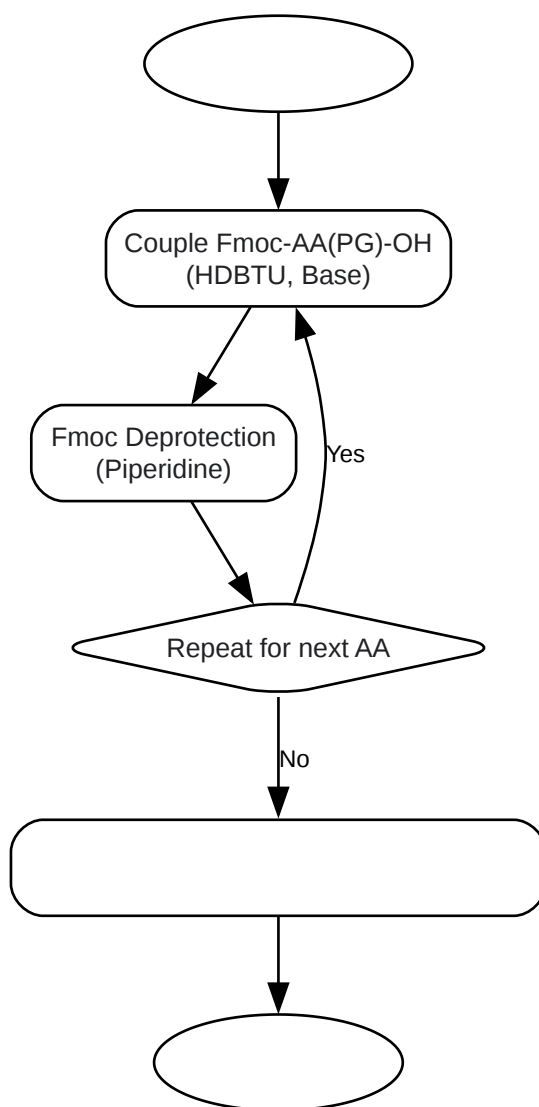 Couple Fmoc-AA(PG)-OH
(HDBTU, Base)
Fmoc Deprotection
(Piperidine)
Yes
Repeat for next AA
No